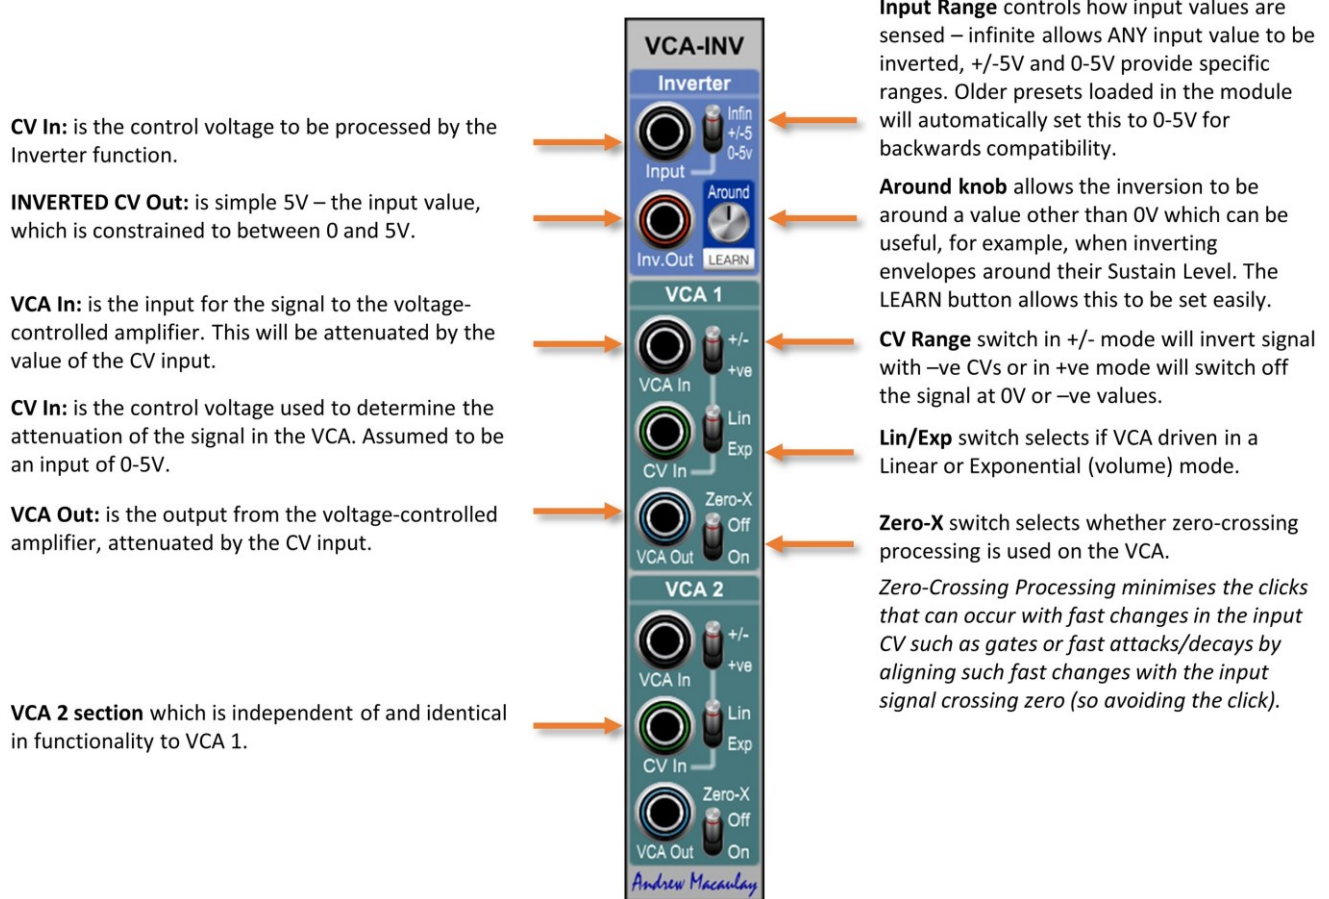 CV In: is the control voltage to be processed by the
Inverter function.
INVERTED CV Out: is simple 5V – the input value,
which is constrained to between 0 and 5V.
VCA In: is the input for the signal to the voltage-
controlled amplifier. This will be attenuated by the
value of the CV input.
CV In: is the control voltage used to determine the
attenuation of the signal in the VCA. Assumed to be
an input of 0-5V.
VCA Out: is the output from the voltage-controlled
amplifier, attenuated by the CV input.
VCA 2 section which is independent of and identical
in functionality to VCA 1.
VCA-INV
Inverter
Infin
+/-5
0-5v
Input
Around
Inv.Out
LEARN
VCA 1
+/-
+ve
VCA In
Lin
Exp
CV In
Zero-X
Off
On
VCA Out
VCA 2
+/-
+ve
VCA In
Lin
Exp
CV In
Zero-X
Off
On
VCA Out
Andrew Macaulay
Input Range controls how input values are
sensed – infinite allows ANY input value to be
inverted, +/-5V and 0-5V provide specific
ranges. Older presets loaded in the module
will automatically set this to 0-5V for
backwards compatibility.
Around knob allows the inversion to be
around a value other than 0V which can be
useful, for example, when inverting
envelopes around their Sustain Level. The
LEARN button allows this to be set easily.
CV Range switch in +/- mode will invert signal
with –ve CVs or in +ve mode will switch off
the signal at 0V or –ve values.
Lin/Exp switch selects if VCA driven in a
Linear or Exponential (volume) mode.
Zero-X switch selects whether zero-crossing
processing is used on the VCA.
Zero-Crossing Processing minimises the clicks
that can occur with fast changes in the input
CV such as gates or fast attacks/decays by
aligning such fast changes with the input
signal crossing zero (so avoiding the click).